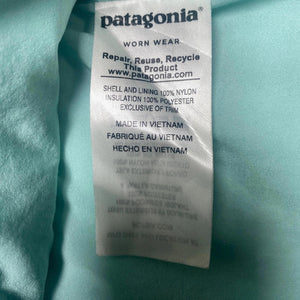 patagonia®
WORN WEAR
Repair, Reuse, Recycle
This Product
www.patagonia.com
SHELL AND LINING 100% NYLON
INSULATION 100% POLYESTER
EXCLUSIVE OF TRIM
MADE IN VIETNAM
FABRIQUÉ AU VIETNAM
HECHO EN VIETNAM